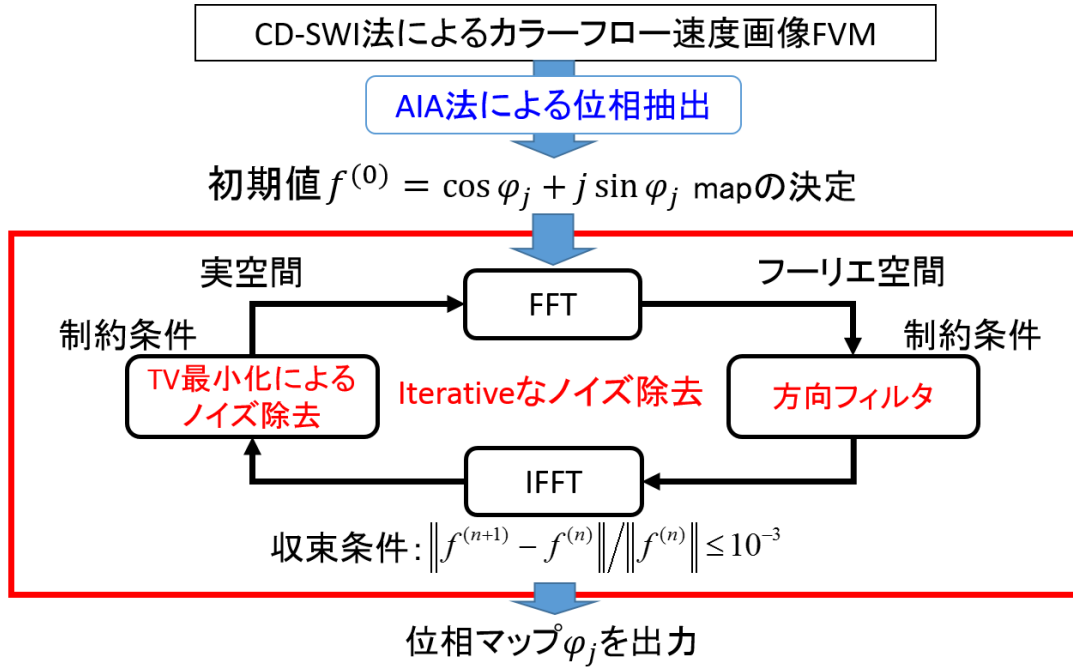 CD-SWI法によるカラーフロー速度画像FVM
AIA法による位相抽出
初期値 f^(0) = cos φ_j + j sin φ_j mapの決定
実空間
フーリエ空間
FFT
制約条件
制約条件
TV最小化による
ノイズ除去
Iterativeなノイズ除去
方向フィルタ
IFFT
収束条件：‖f^(n+1) − f^(n)‖/‖f^(n)‖ ≤ 10^−3
位相マップφ_jを出力